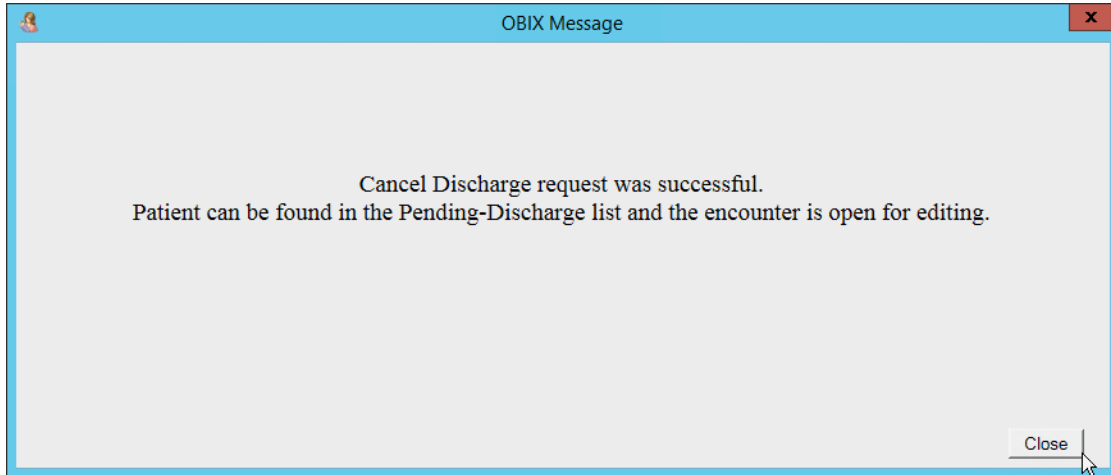 OBIX Message
x
Cancel Discharge request was successful.
Patient can be found in the Pending-Discharge list and the encounter is open for editing.
Close